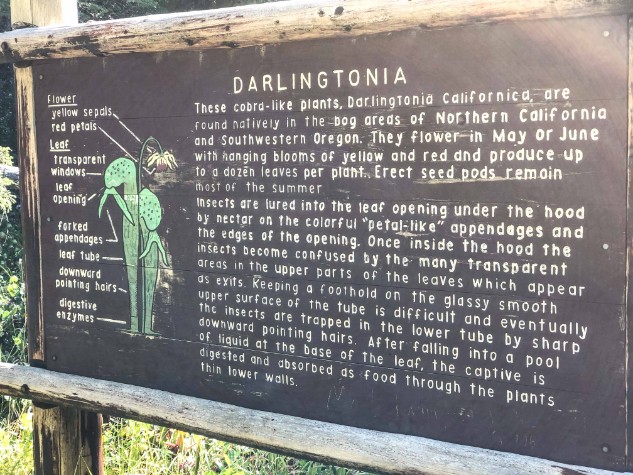 DARLINGTONIA
Flower
yellow sepals
red petals
Leaf
transparent
windows
leaf
opening
forked
appendages
leaf tube
downward
pointing hairs
digestive
enzymes
These cobra-like plants, Darlingtonia Californica, are
found natively in the bog areas of Northern California
and Southwestern Oregon. They flower in May or June
with hanging blooms of yellow and red and produce up
to a dozen leaves per plant. Erect seed pods remain
most of the summer
Insects are lured into the leaf opening under the hood
by nectar on the colorful "petal-like" appendages and
the edges of the opening. Once inside the hood the
insects become confused by the many transparent
areas in the upper parts of the leaves which appear
as exits. Keeping a foothold on the glassy smooth
upper surface of the tube is difficult and eventually
the insects are trapped in the lower tube by sharp
downward pointing hairs. After falling into a pool
of liquid at the base of the leaf, the captive is
digested and absorbed as food through the plants
thin lower walls.